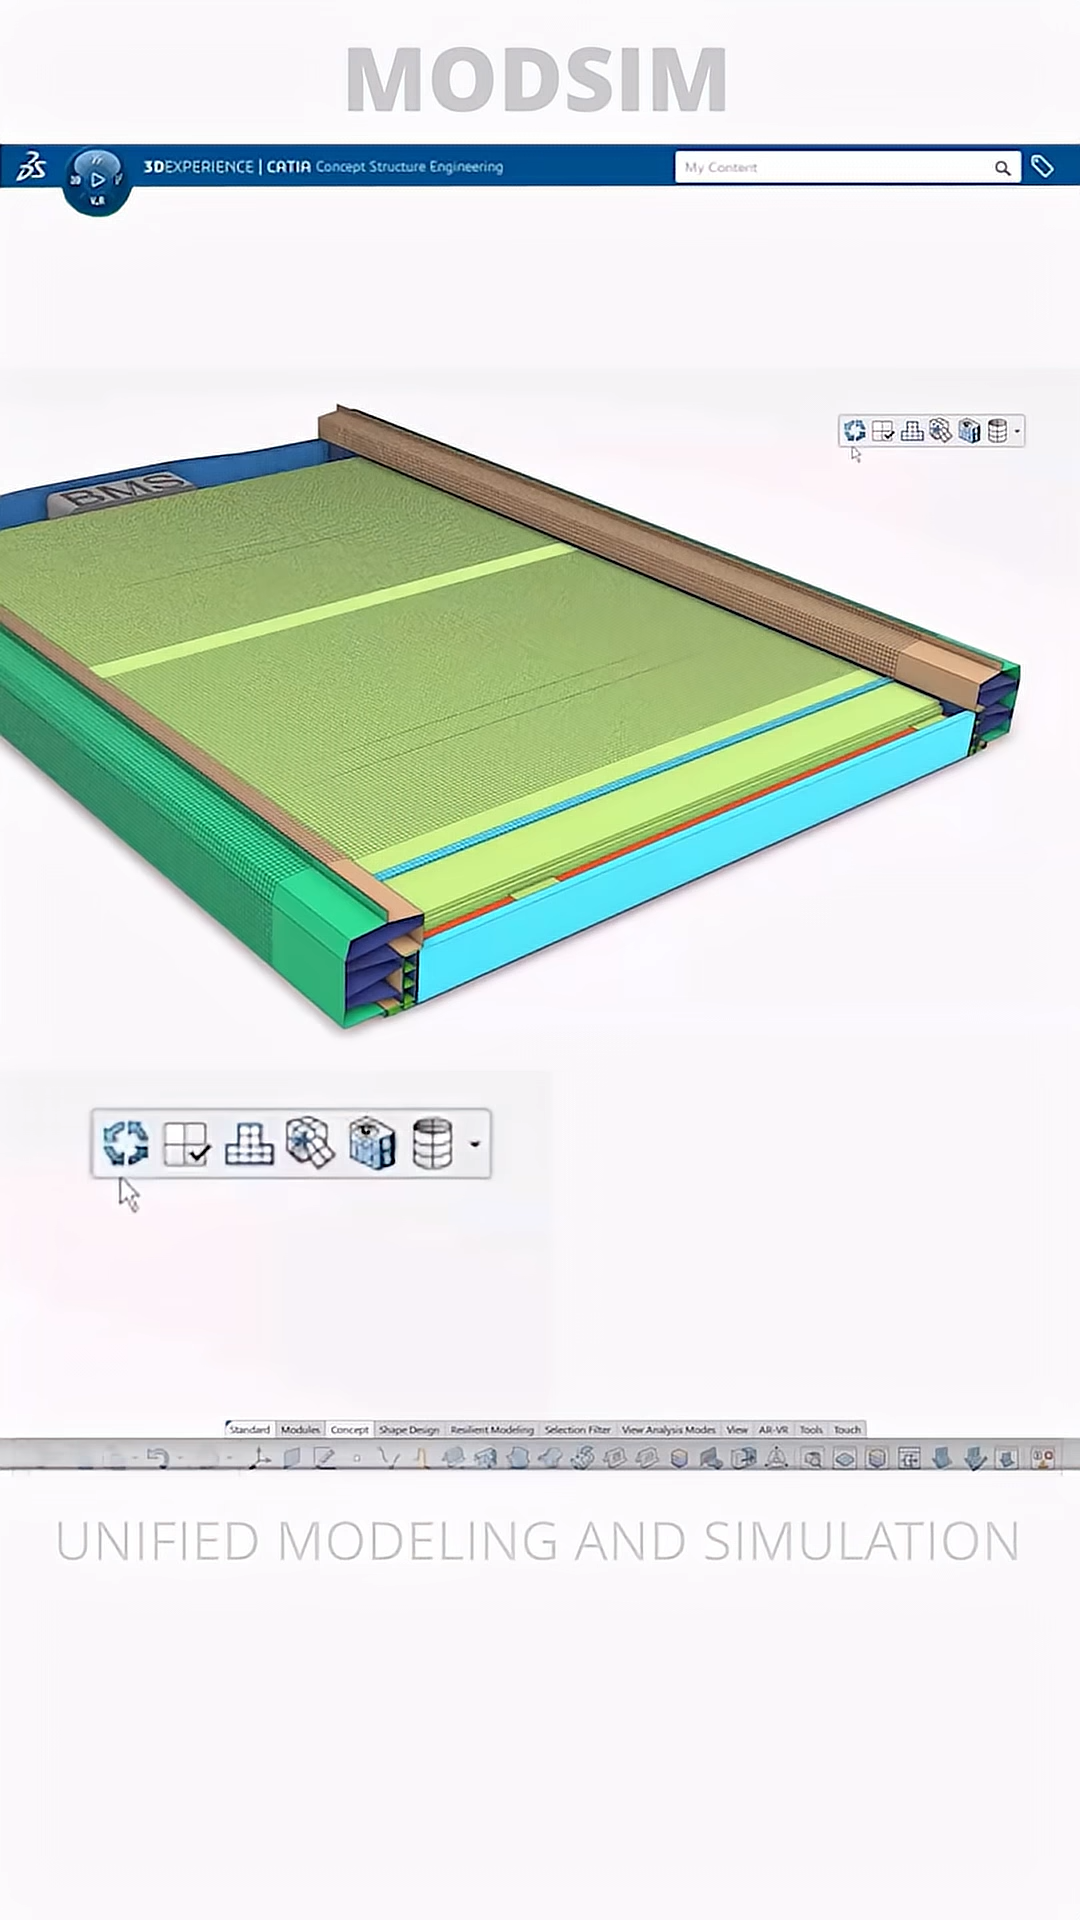 MODSIM
3DEXPERIENCE | CATIA Concept Structure Engineering
My Content
V.R
BMS
Standard Modules Concept Shape Design Resilient Modeling Selection Filter View Analysis Modes View AR-VR Tools Touch
UNIFIED MODELING AND SIMULATION